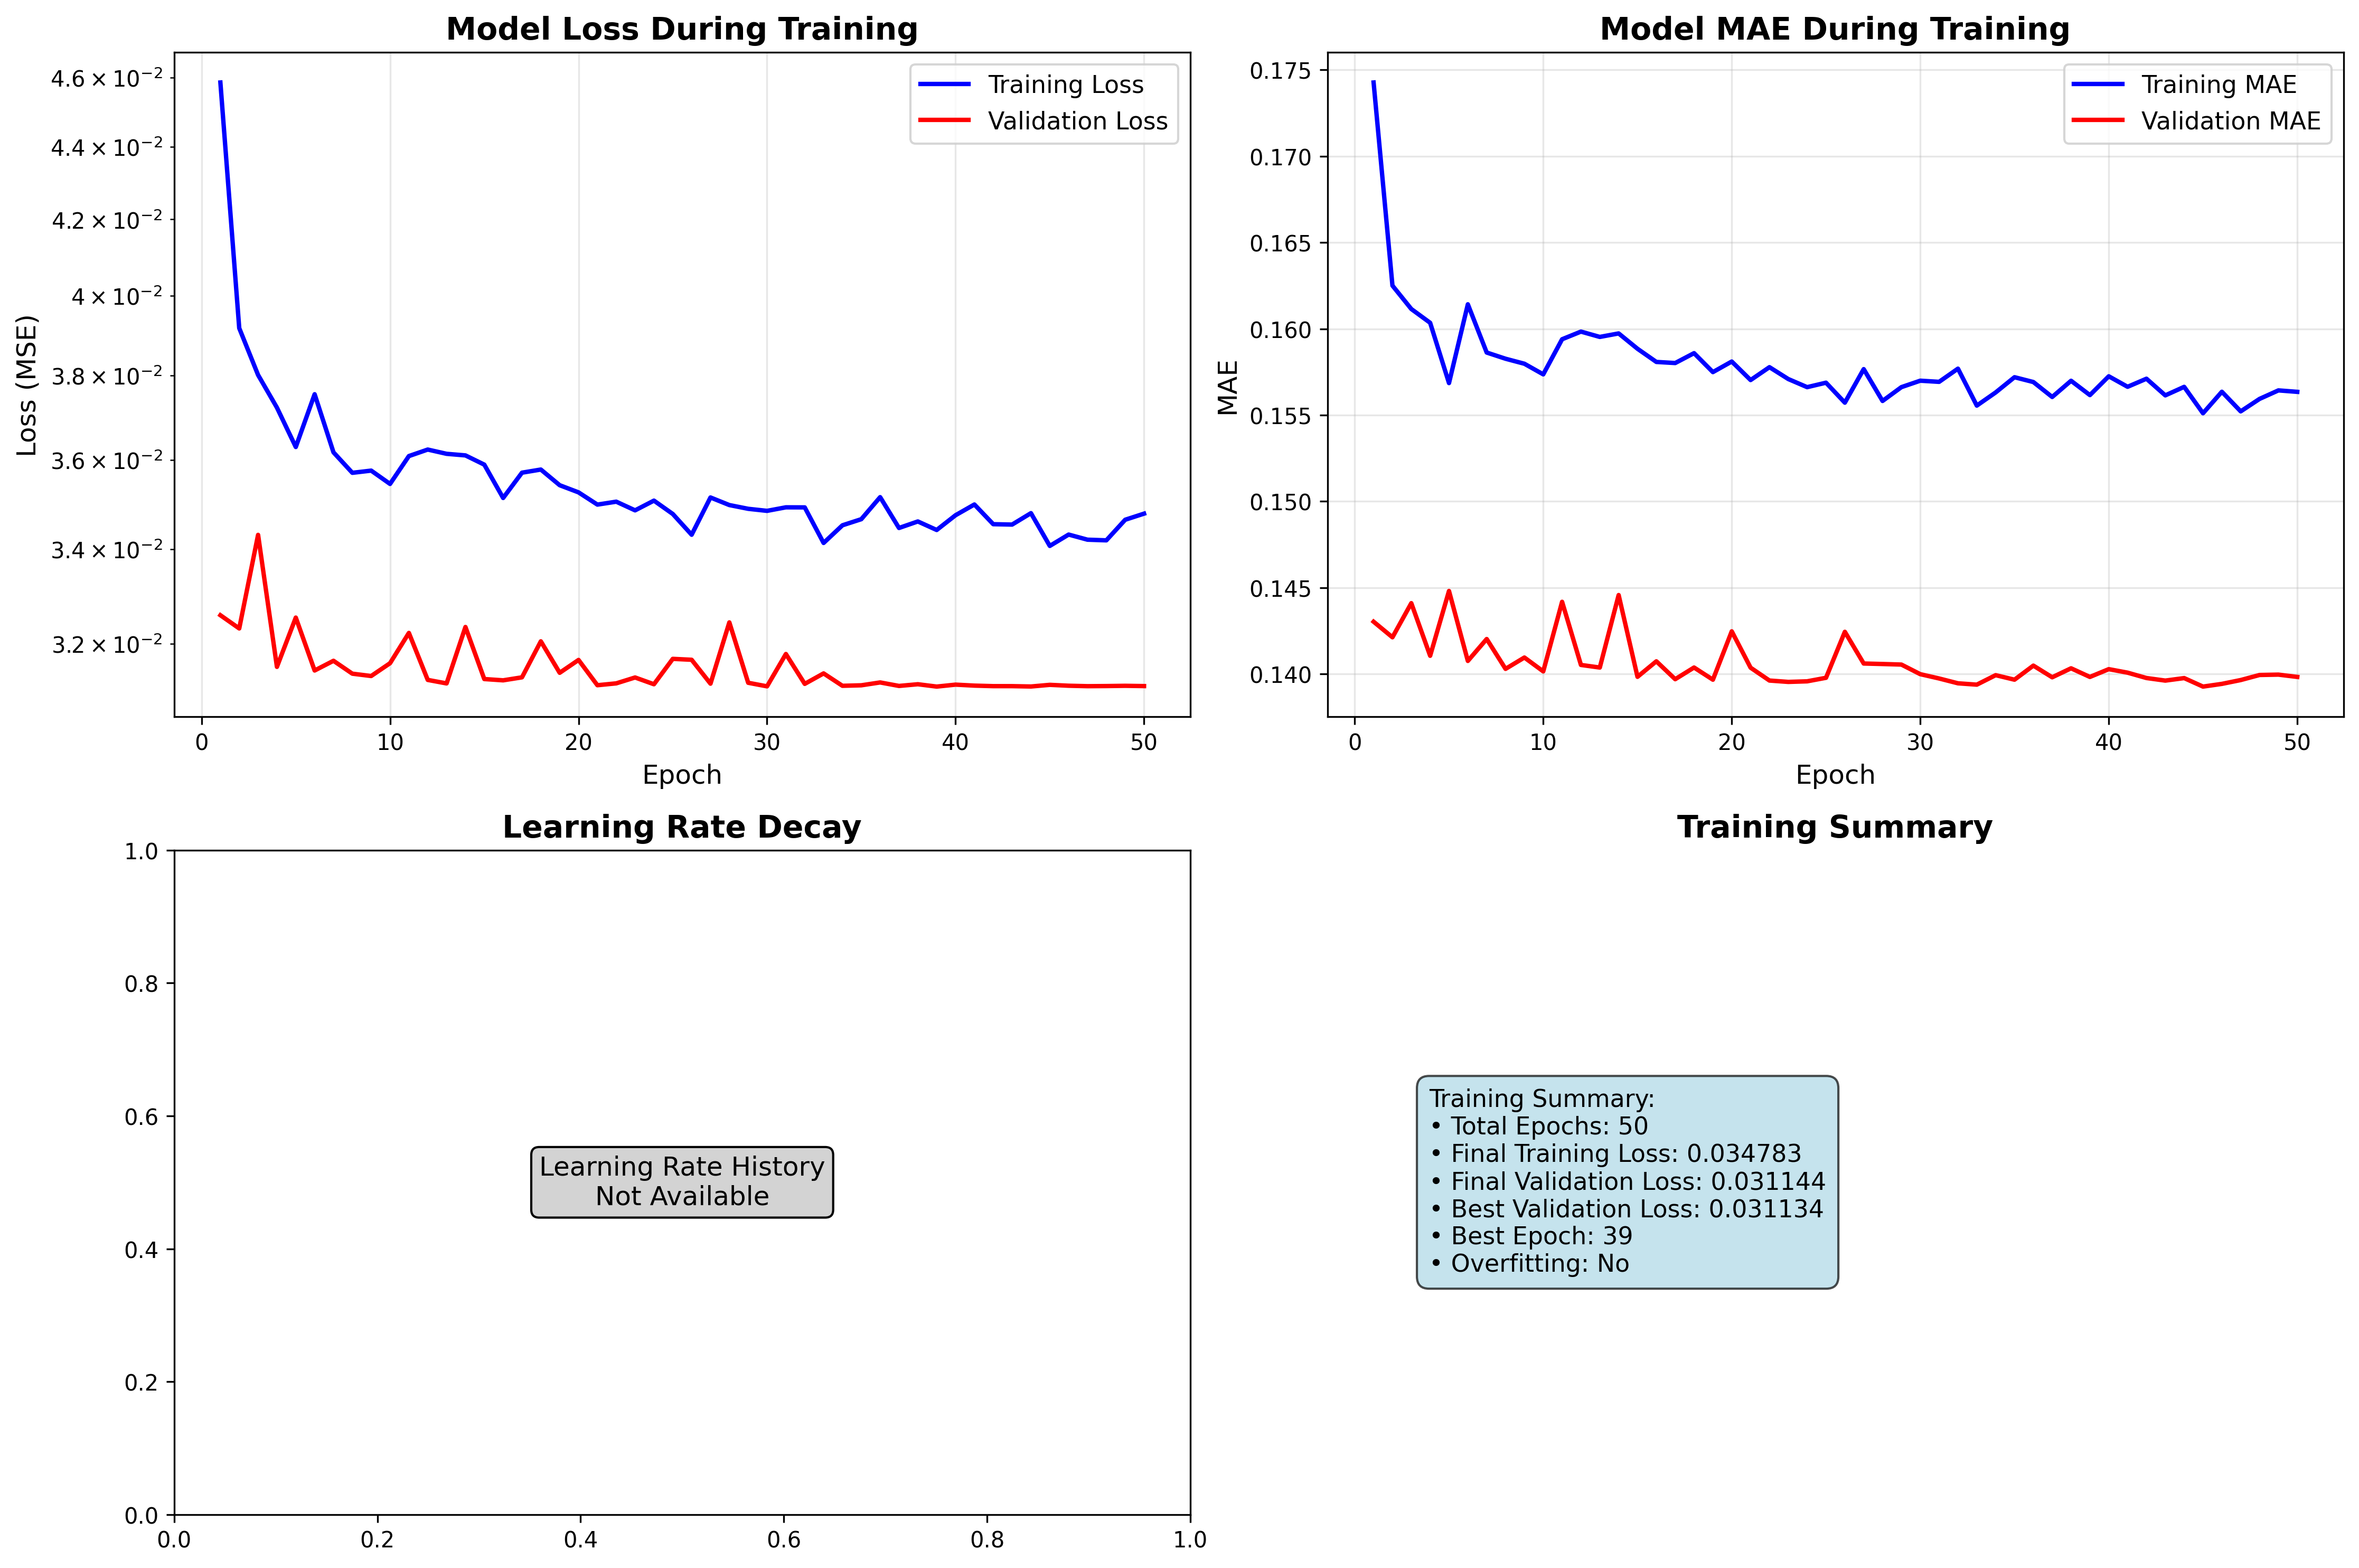 Model Loss During Training
4.6 × 10⁻²
4.4 × 10⁻²
4.2 × 10⁻²
4 × 10⁻²
3.8 × 10⁻²
3.6 × 10⁻²
3.4 × 10⁻²
3.2 × 10⁻²
Loss (MSE)
Training Loss
Validation Loss
0 10 20 30 40 50
Epoch
Model MAE During Training
0.175
0.170
0.165
0.160
0.155
0.150
0.145
0.140
MAE
Training MAE
Validation MAE
0 10 20 30 40 50
Epoch
Learning Rate Decay
1.0
0.8
0.6
0.4
0.2
0.0
Learning Rate History
Not Available
0.0 0.2 0.4 0.6 0.8 1.0
Training Summary
Training Summary:
• Total Epochs: 50
• Final Training Loss: 0.034783
• Final Validation Loss: 0.031144
• Best Validation Loss: 0.031134
• Best Epoch: 39
• Overfitting: No